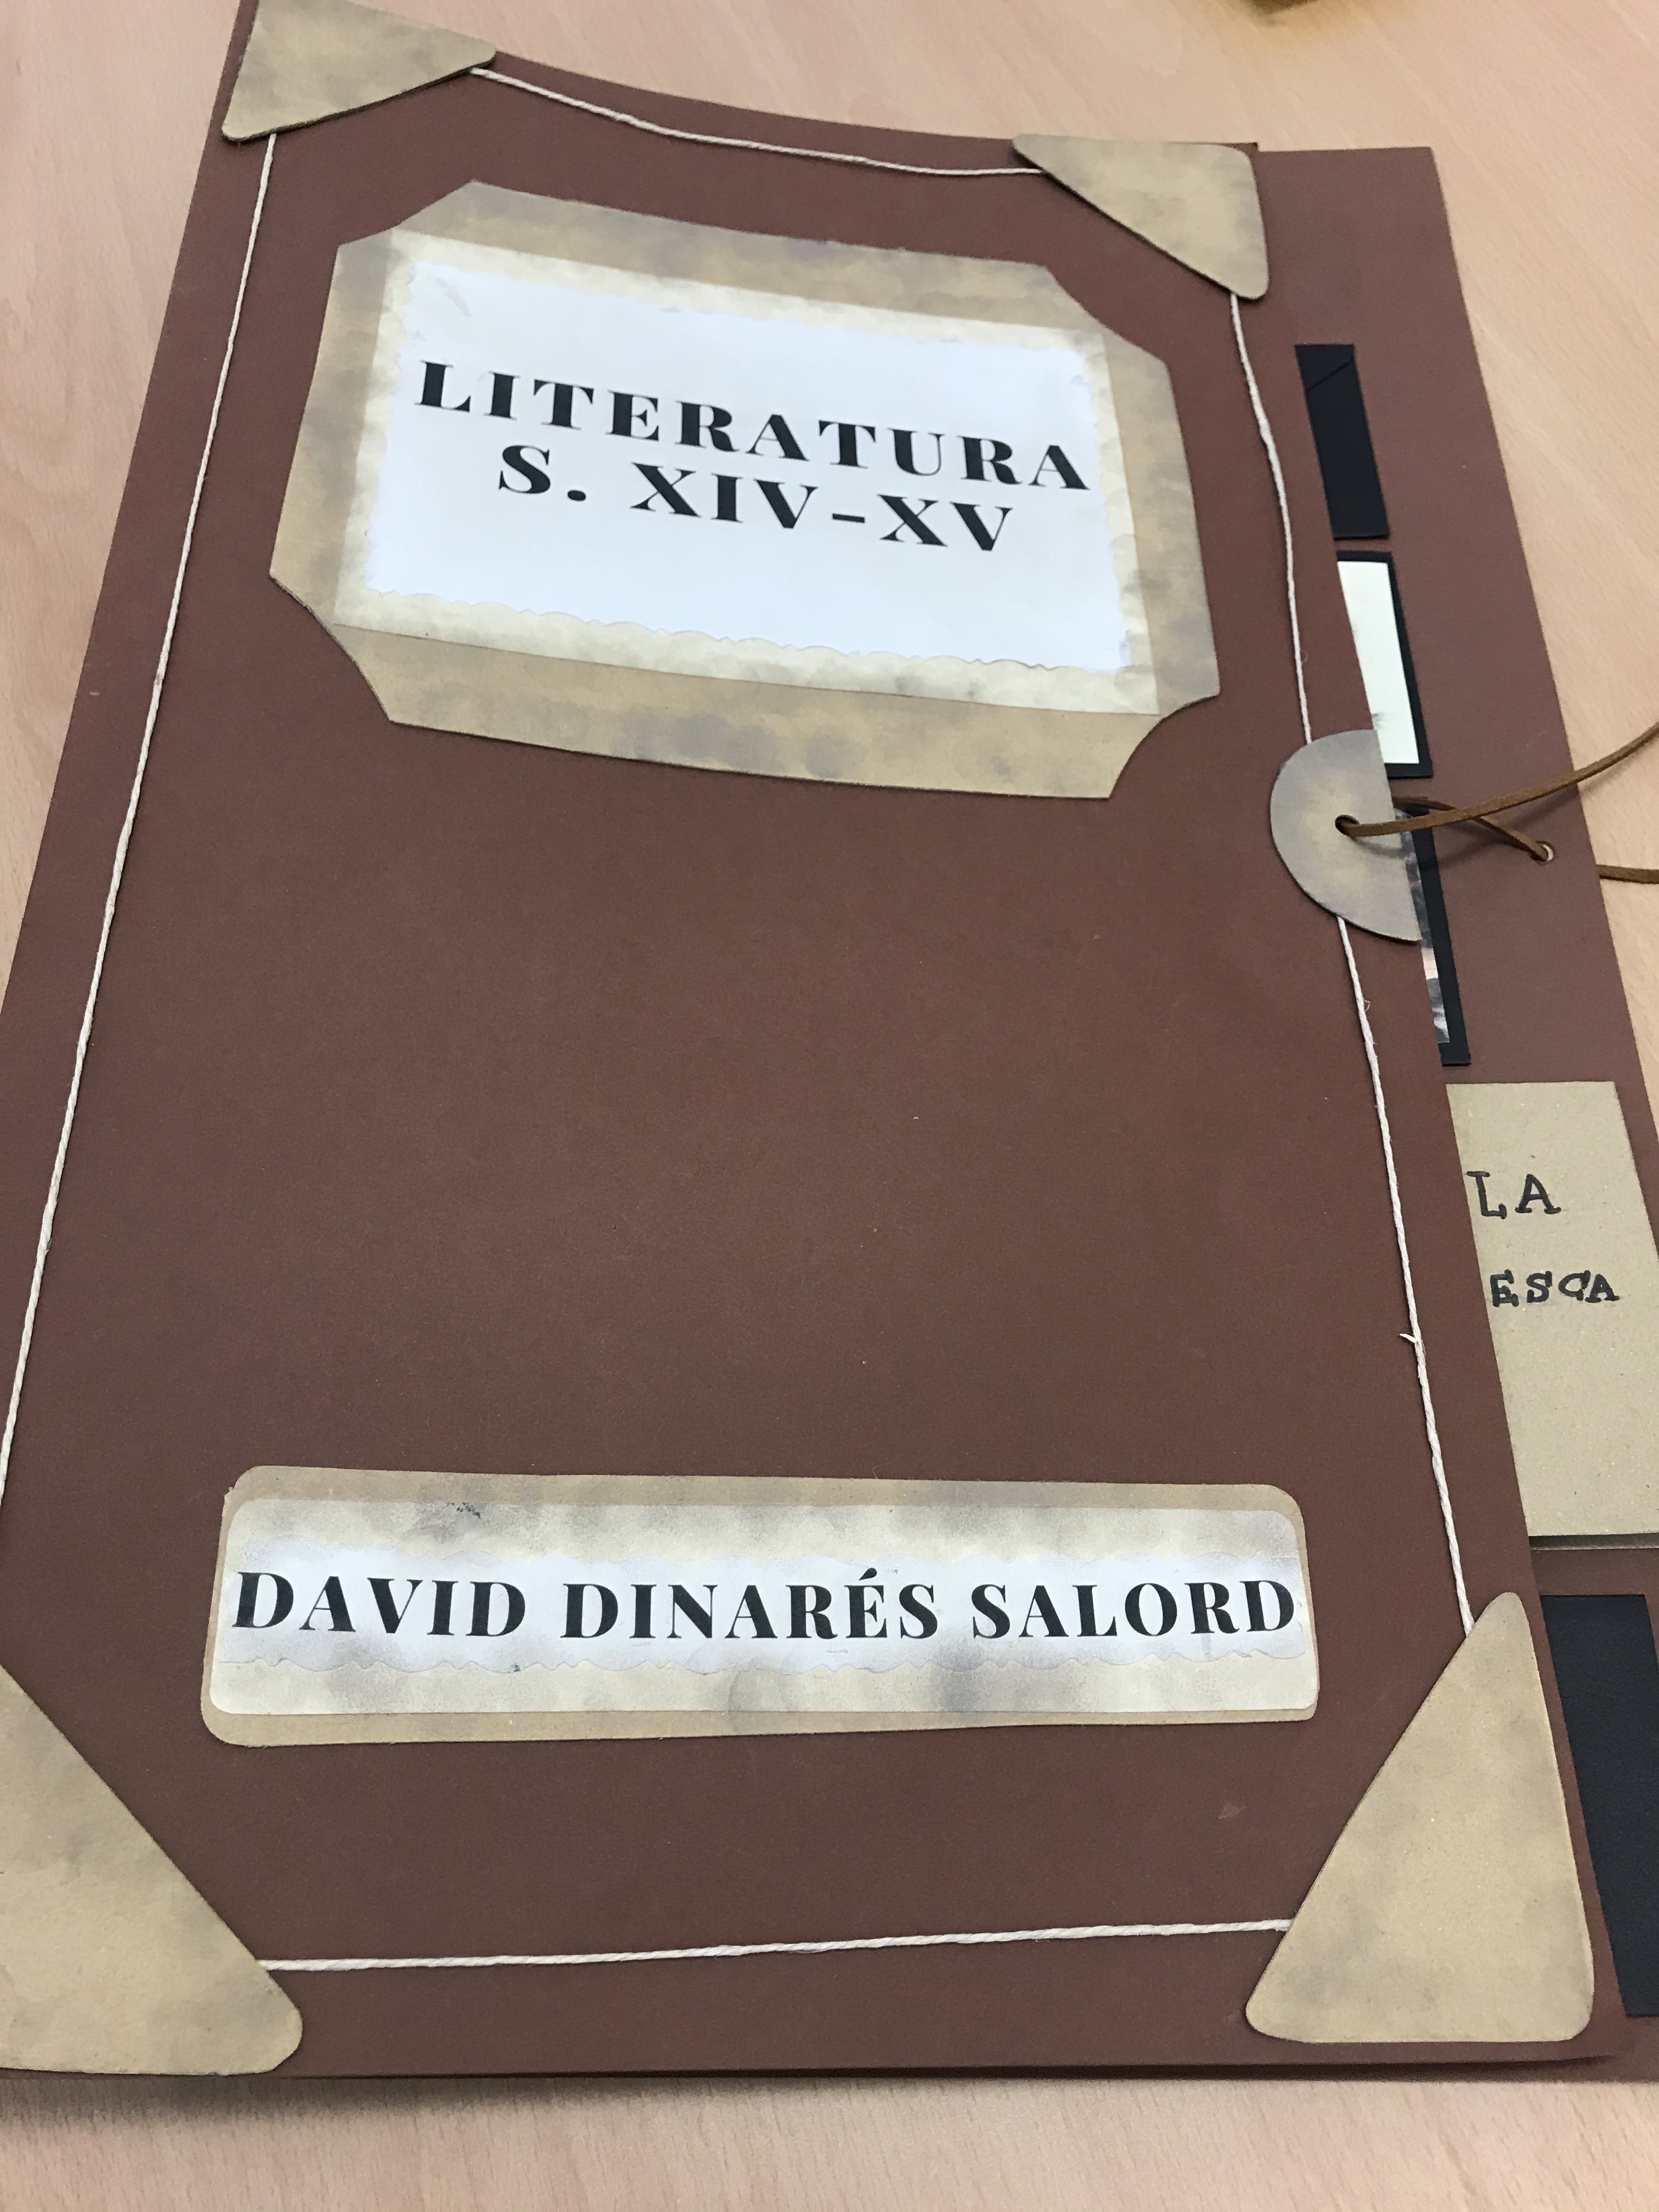 LITERATURA
S. XIV-XV
LA
ESCA
DAVID DINARÉS SALORD